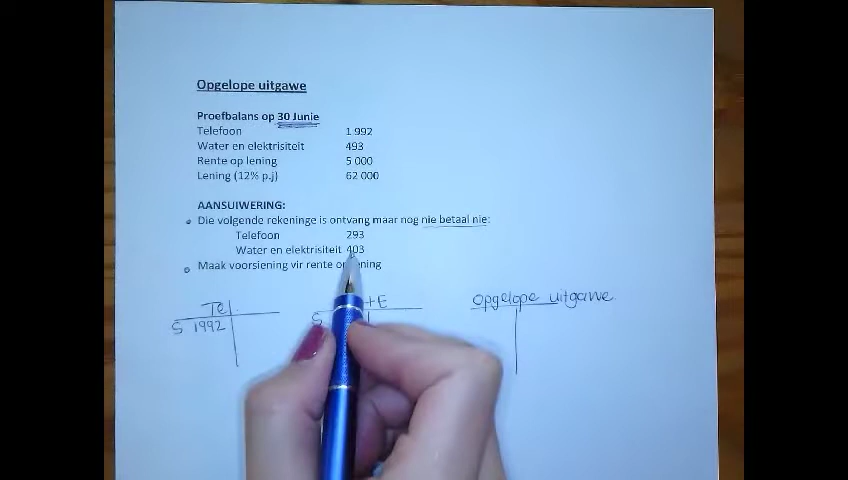 Opgelope uitgawe
Proefbalans op 30 Junie
Telefoon 1 992
Water en elektrisiteit 493
Rente op lening 5 000
Lening (12% p.j) 62 000
AANSUIWERING:
Die volgende rekeninge is ontvang maar nog nie betaal nie:
Telefoon 293
Water en elektrisiteit 403
Maak voorsiening vir rente op lening
Tel. +E Opgelope uitgawe
S 1992 S